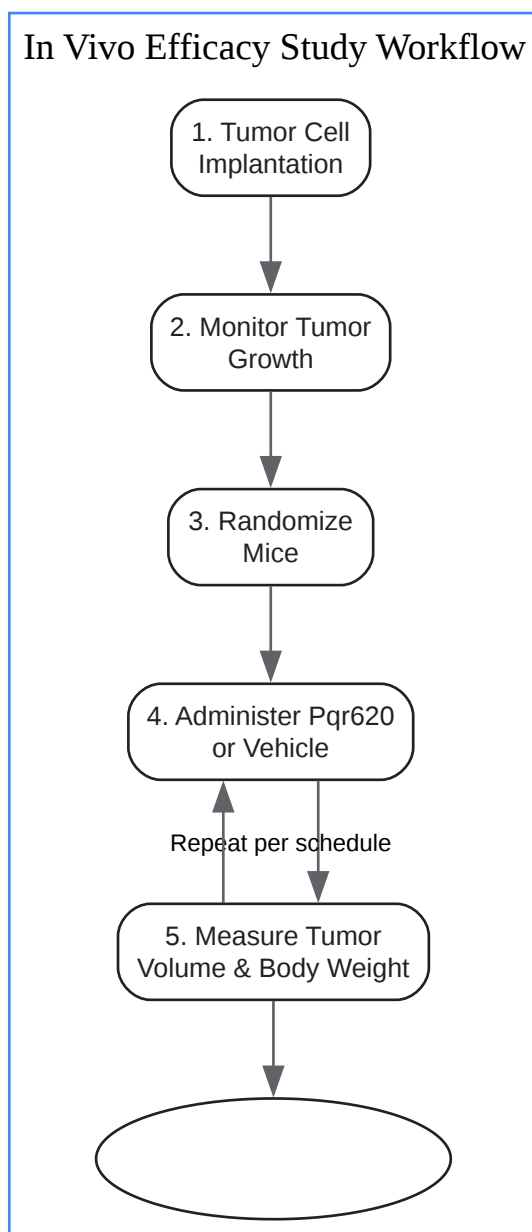 In Vivo Efficacy Study Workflow
1. Tumor Cell
Implantation
2. Monitor Tumor
Growth
3. Randomize
Mice
4. Administer Pqr620
or Vehicle
Repeat per schedule
5. Measure Tumor
Volume & Body Weight